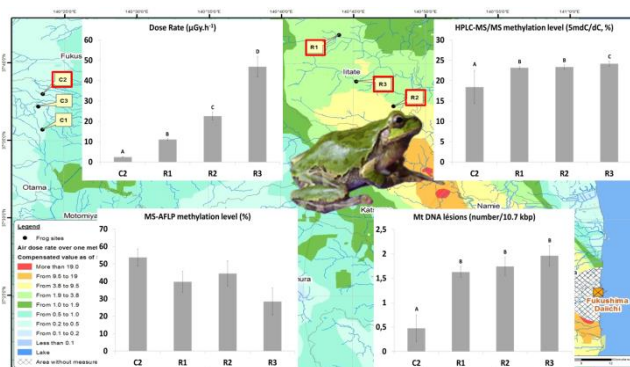 Dose Rate (µGy.h⁻¹)
60
50
40
30
20
10
0
A
B
C
D
C2
R1
R2
R3
HPLC-MS/MS methylation level (5mdC/dC, %)
30
25
20
15
10
5
0
A
B
B
C
C2
R1
R2
R3
Fukus
C2
C3
C1
R1
Iitate
R3
R2
Otama
Motomiya
Kats
Namie
Legend
Frog sites
Air dose rate over one met
Compensated value as of
More than 19.0
From 9.5 to 19
From 3.8 to 9.5
From 1.9 to 3.8
From 1.0 to 1.9
From 0.5 to 1.0
From 0.2 to 0.5
From 0.1 to 0.2
Less than 0.1
Lake
Area without measure
MS-AFLP methylation level (%)
70
60
50
40
30
20
10
0
C2
R1
R2
R3
Mt DNA lésions (number/10.7 kbp)
2,5
2
1,5
1
0,5
0
A
B
B
B
C2
R1
R2
R3
Fukushima
Daiichi